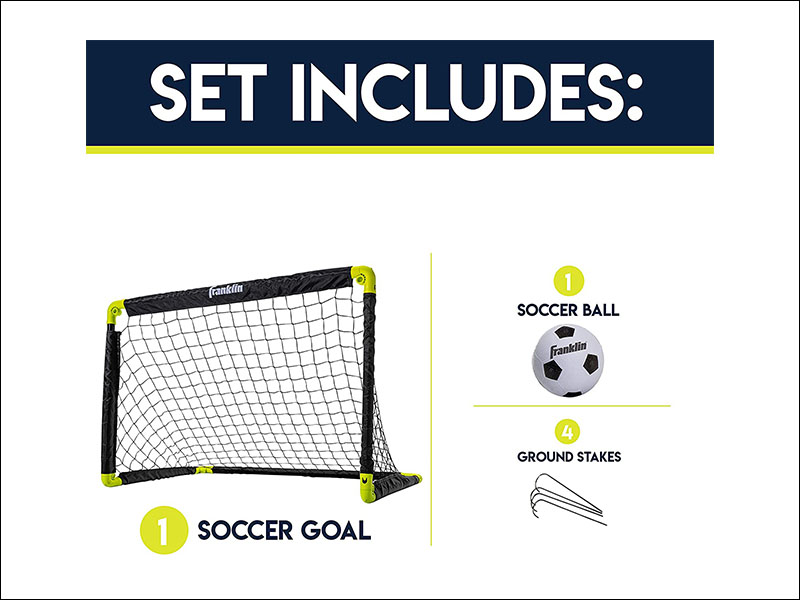 SET INCLUDES:
franklin
1 SOCCER GOAL
1
SOCCER BALL
franklin
4
GROUND STAKES